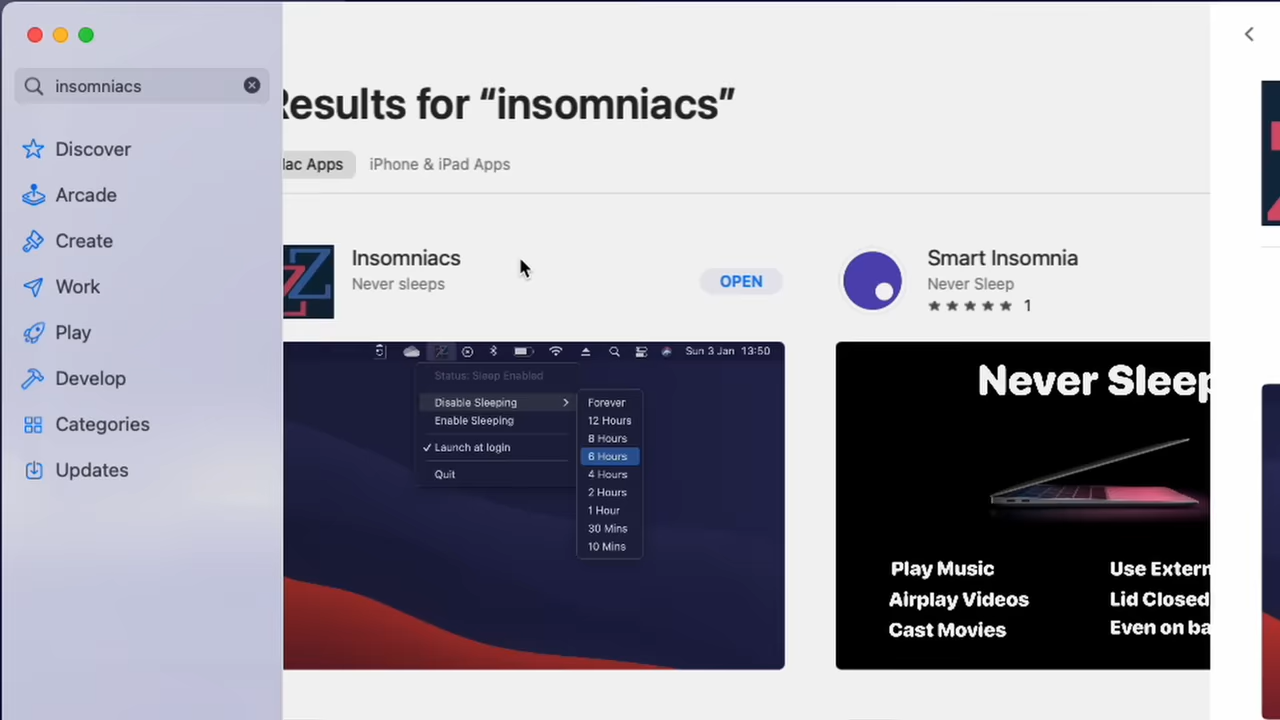 insomniacs
Discover
Arcade
Create
Work
Play
Develop
Categories
Updates
Results for “insomniacs”
Mac Apps
iPhone & iPad Apps
Insomniacs
Never sleeps
OPEN
Sun 3 Jan 13:50
Status: Sleep Enabled
Disable Sleeping
Enable Sleeping
Launch at login
Quit
Forever
12 Hours
8 Hours
6 Hours
4 Hours
2 Hours
1 Hour
30 Mins
10 Mins
Smart Insomnia
Never Sleep
1
Never Sleep
Play Music
Airplay Videos
Cast Movies
Use Extern
Lid Closed
Even on ba